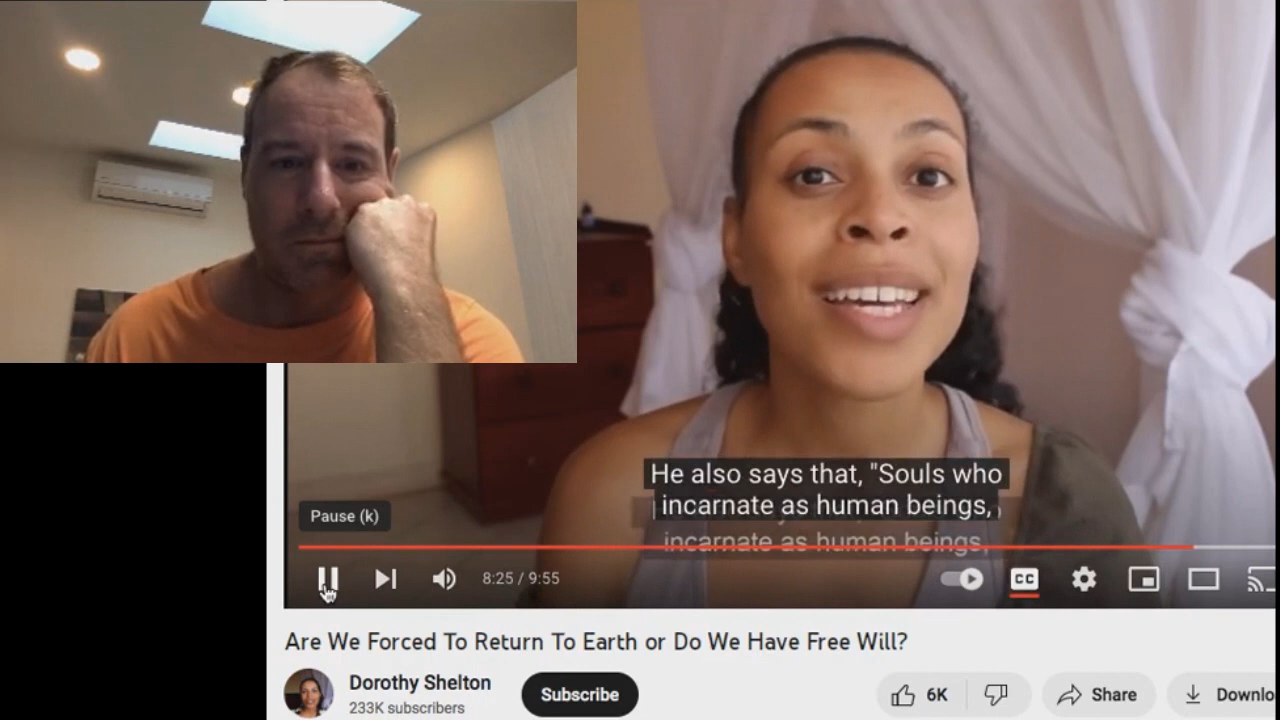 He also says that, "Souls who
incarnate as human beings,
incarnate as human beings,
Pause (k)
8:25 / 9:55
CC
Are We Forced To Return To Earth or Do We Have Free Will?
Dorothy Shelton
233K subscribers
Subscribe
6K
Share
Downlo